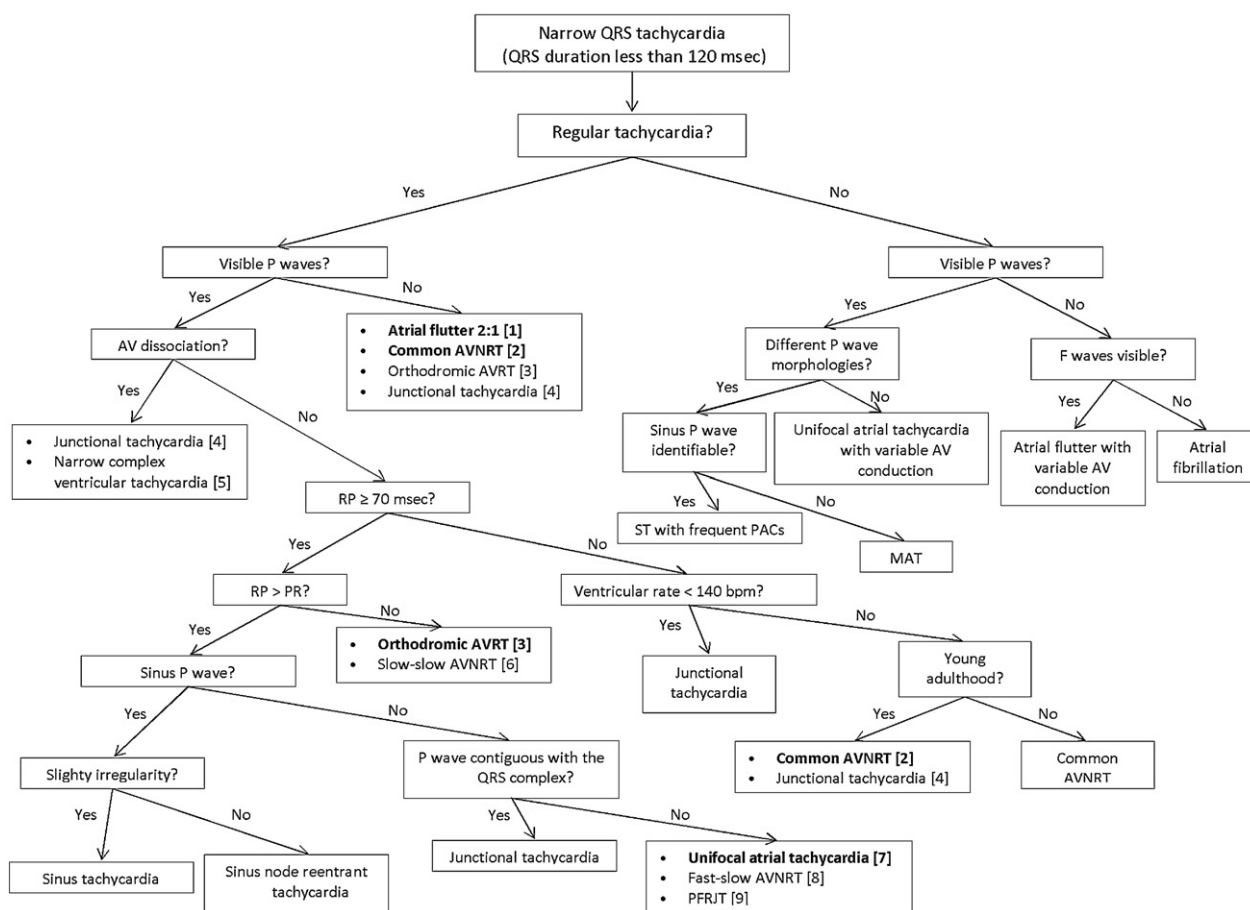 Narrow QRS tachycardia
(QRS duration less than 120 msec)
Regular tachycardia?
Yes
No
Visible P waves?
Visible P waves?
Yes
No
Yes
No
AV dissociation?
• Atrial flutter 2:1 [1]
• Common AVNRT [2]
• Orthodromic AVRT [3]
• Junctional tachycardia [4]
Different P wave
morphologies?
F waves visible?
Yes
No
Yes
No
Yes
No
• Junctional tachycardia [4]
• Narrow complex
ventricular tachycardia [5]
Sinus P wave
identifiable?
Unifocal atrial tachycardia
with variable AV
conduction
Atrial flutter with
variable AV
conduction
Atrial
fibrillation
RP ≥ 70 msec?
Yes
No
ST with frequent PACs
MAT
Yes
No
RP > PR?
Ventricular rate < 140 bpm?
Yes
No
Yes
No
• Orthodromic AVRT [3]
• Slow-slow AVNRT [6]
Sinus P wave?
Junctional
tachycardia
Young
adulthood?
Yes
No
Yes
No
Slighty irregularity?
P wave contiguous with the
QRS complex?
• Common AVNRT [2]
• Junctional tachycardia [4]
Common
AVNRT
Yes
No
Yes
No
Sinus tachycardia
Sinus node reentrant
tachycardia
Junctional tachycardia
• Unifocal atrial tachycardia [7]
• Fast-slow AVNRT [8]
• PFRJT [9]